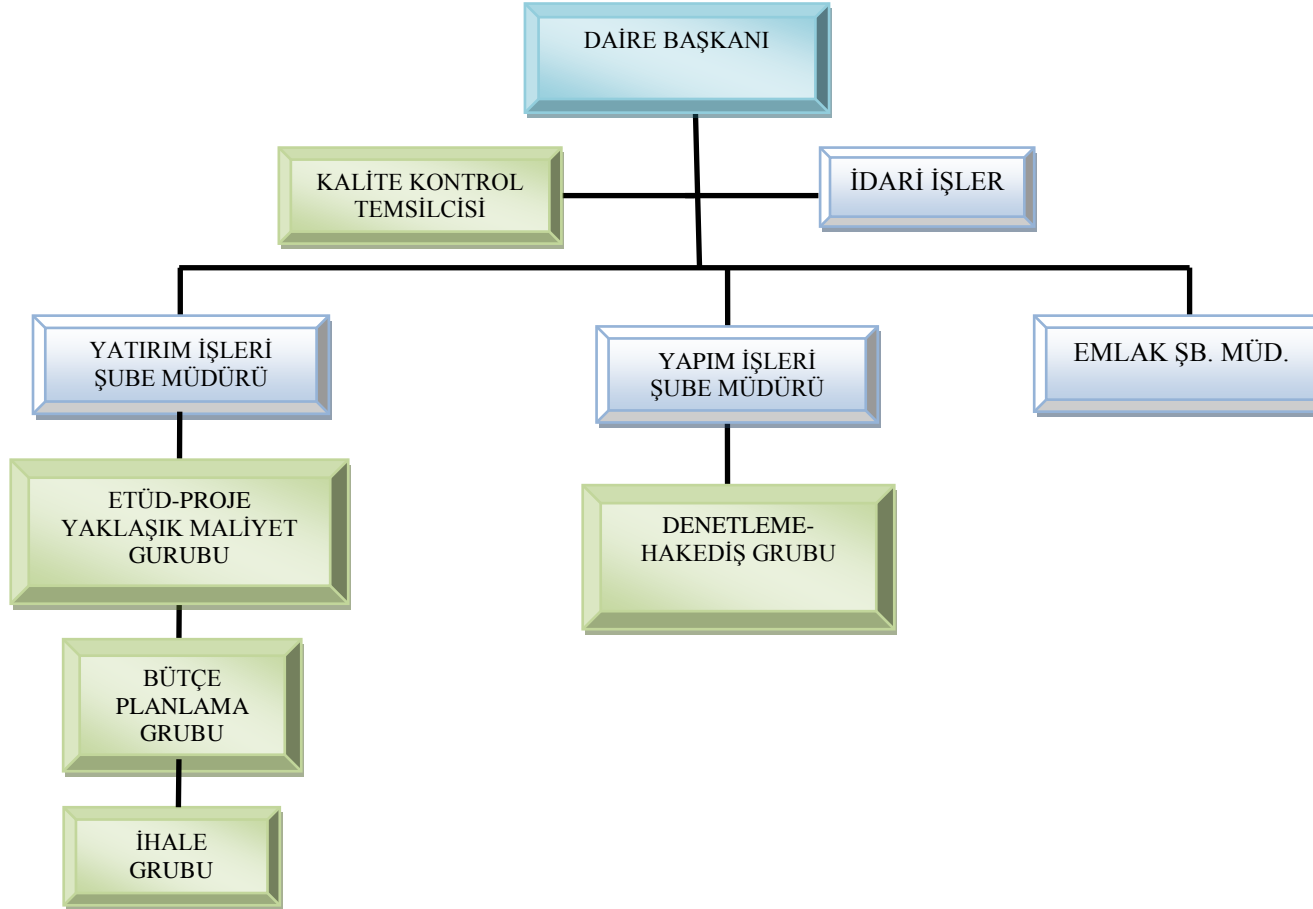 DAİRE BAŞKANI
KALİTE KONTROL
TEMSİLCİSİ
İDARİ İŞLER
YATIRIM İŞLERİ
ŞUBE MÜDÜRÜ
YAPIM İŞLERİ
ŞUBE MÜDÜRÜ
EMLAK ŞB. MÜD.
ETÜD-PROJE
YAKLAŞIK MALİYET
GURUBU
DENETLEME-
HAKEDİŞ GRUBU
BÜTÇE
PLANLAMA
GRUBU
İHALE
GRUBU